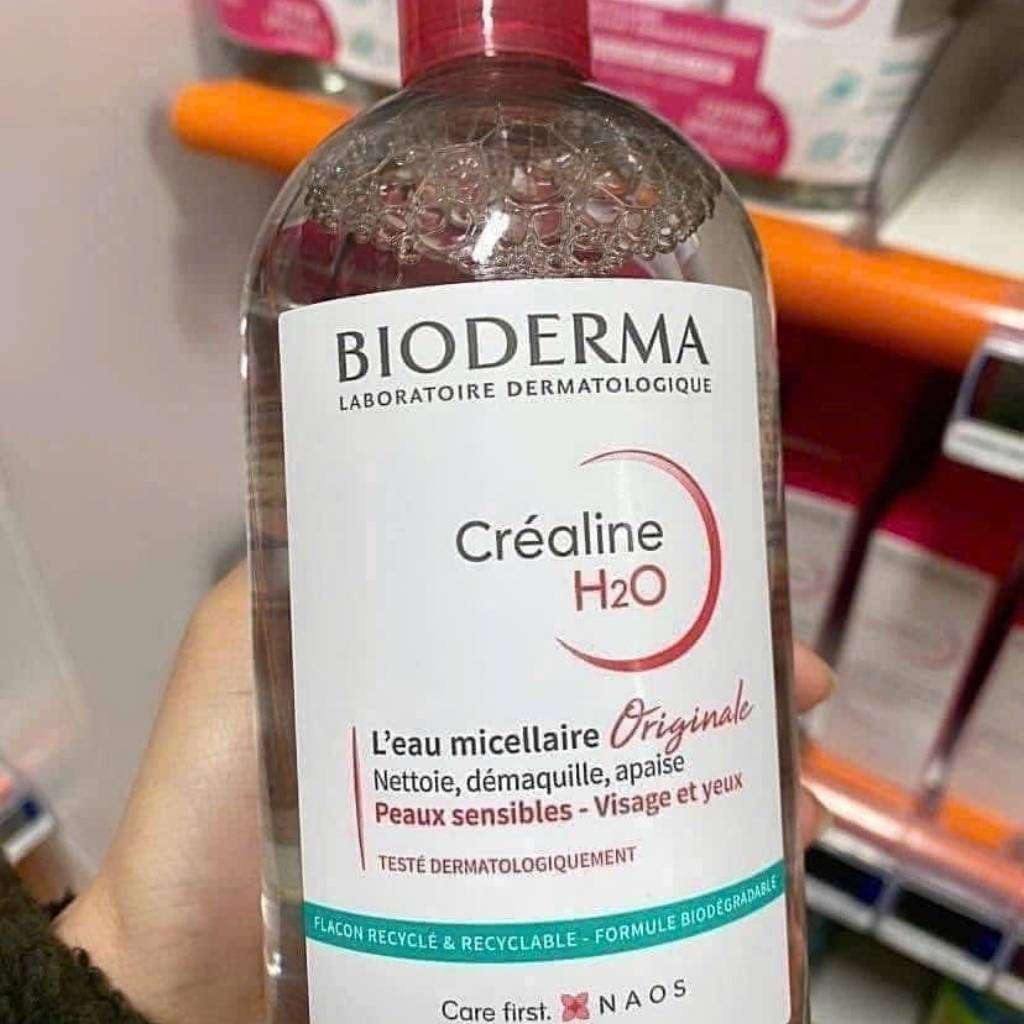 BIODERMA
LABORATOIRE DERMATOLOGIQUE
Créaline
H2O
L'eau micellaire Originale
Nettoie, démaquille, apaise
Peaux sensibles - Visage et yeux
TESTÉ DERMATOLOGIQUEMENT
FLACON RECYCLÉ & RECYCLABLE - FORMULE BIODÉGRADABLE
Care first. NAOS